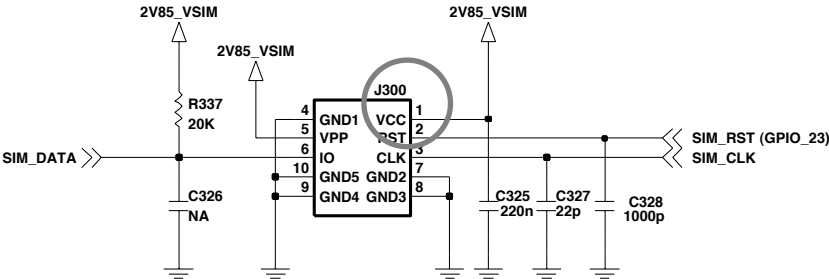 2V85_VSIM
2V85_VSIM
2V85_VSIM
J300
R337
20K
4 GND1 VCC 1
5 VPP RST 2
SIM_RST (GPIO_23)
SIM_DATA
6 IO CLK 3
SIM_CLK
10 GND5 GND2 7
9 GND4 GND3 8
C326
NA
C325
220n
C327
22p
C328
1000p